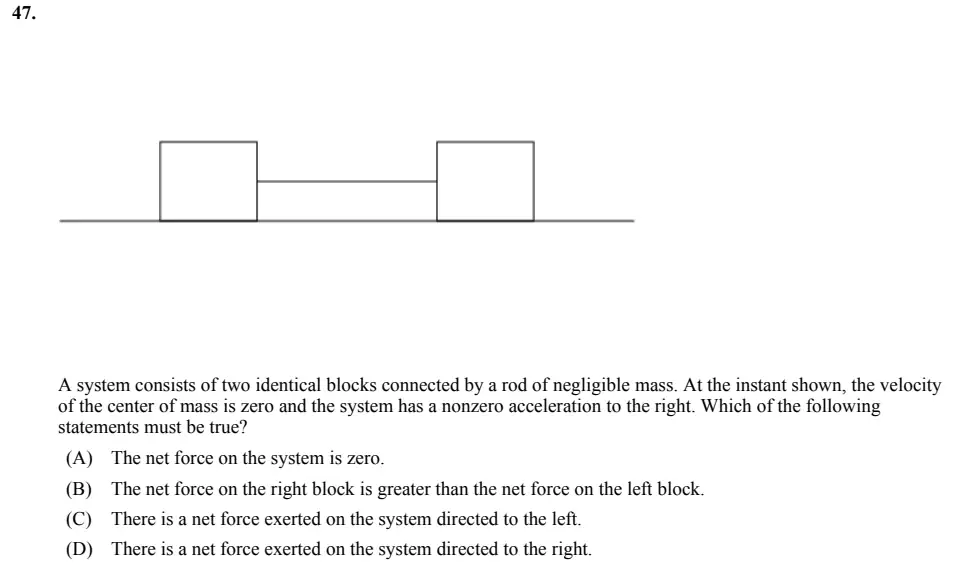 47.
A system consists of two identical blocks connected by a rod of negligible mass. At the instant shown, the velocity
of the center of mass is zero and the system has a nonzero acceleration to the right. Which of the following
statements must be true?
(A) The net force on the system is zero.
(B) The net force on the right block is greater than the net force on the left block.
(C) There is a net force exerted on the system directed to the left.
(D) There is a net force exerted on the system directed to the right.